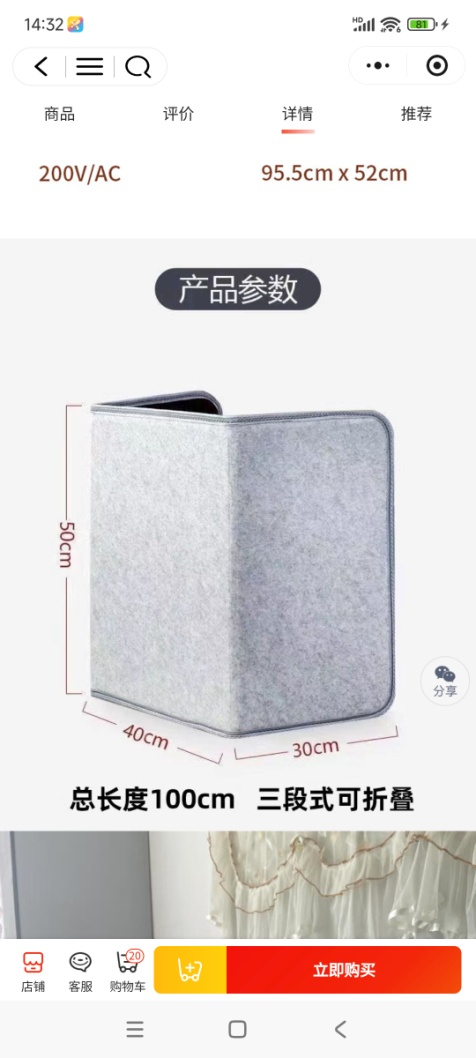 14:32
HD
81
商品 评价 详情 推荐
200V/AC 95.5cm x 52cm
产品参数
50cm
40cm
30cm
分享
总长度100cm 三段式可折叠
店铺 客服 购物车 20
立即购买